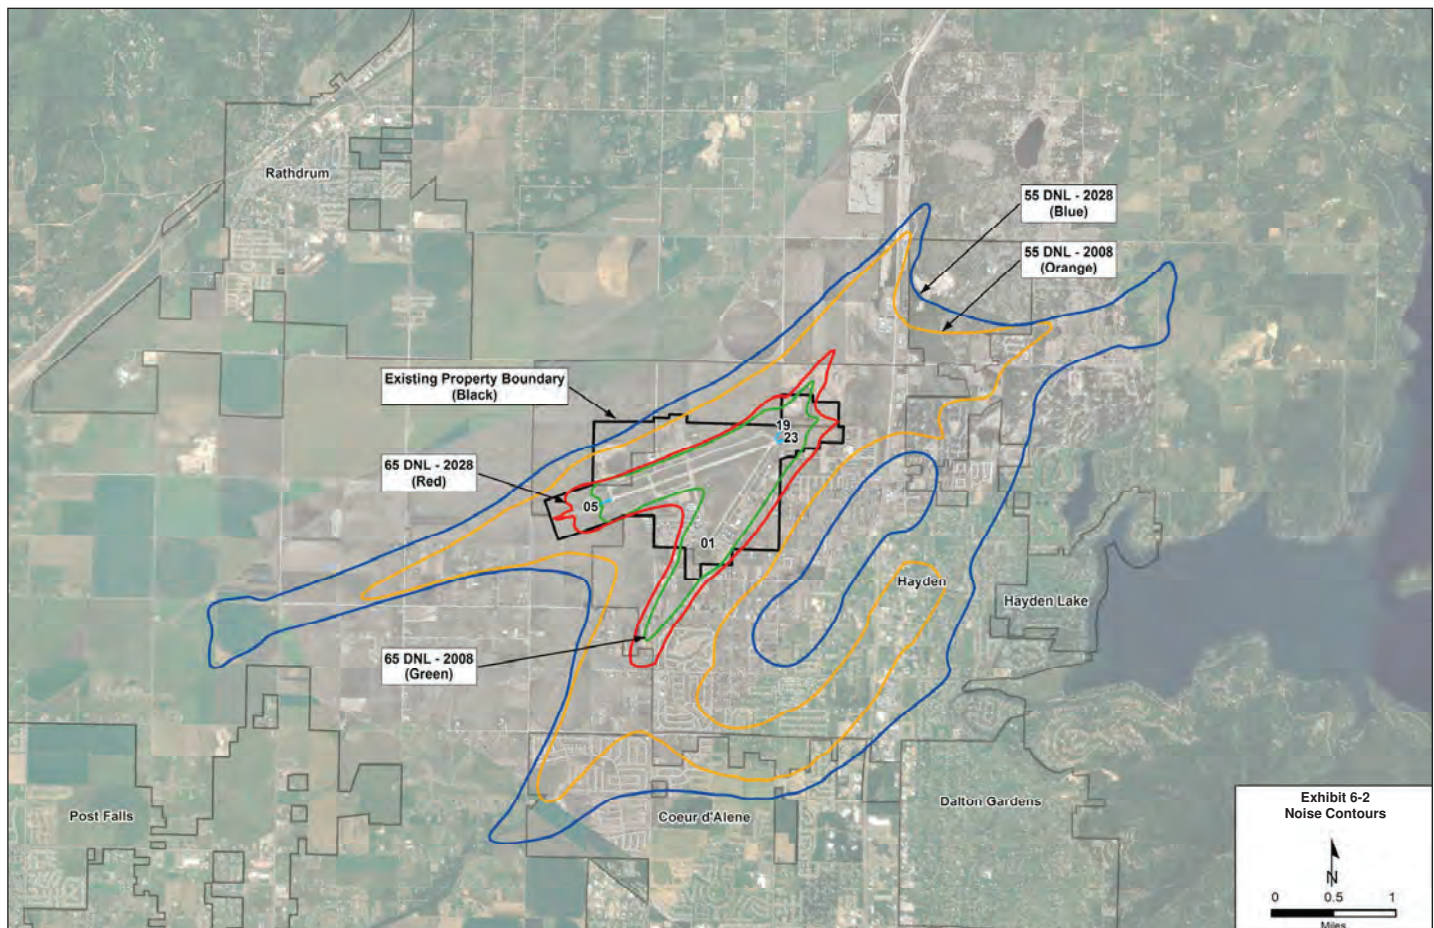 55 DNL - 2028
(Blue)
Rathdrum
55 DNL - 2008
(Orange)
Existing Property Boundary
(Black)
19
23
65 DNL - 2028
(Red)
05
01
Hayden
Hayden Lake
65 DNL - 2008
(Green)
Post Falls
Coeur d'Alene
Dalton Gardens
Exhibit 6-2
Noise Contours
N
0 0.5 1
Miles